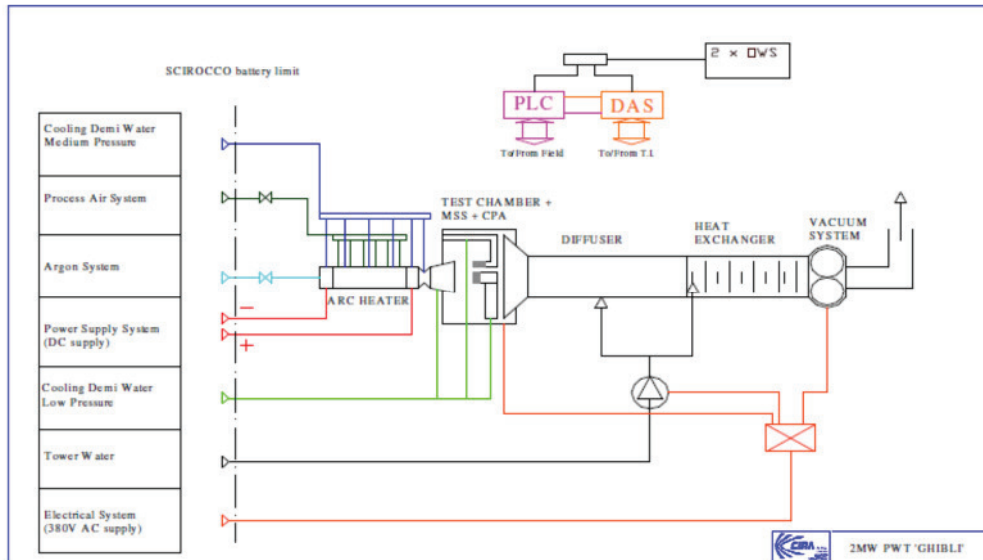 SCIROCCO battery limit
2 x OWS
PLC
DAS
To/From Field
To/From T.I.
Cooling Demi Water
Medium Pressure
Process Air System
Argon System
Power Supply System
(DC supply)
Cooling Demi Water
Low Pressure
Tower Water
Electrical System
(380V AC supply)
TEST CHAMBER +
MSS + CPA
DIFFUSER
HEAT
EXCHANGER
VACUUM
SYSTEM
ARC HEATER
−
+
CIRA
2MW PWT 'GHIBLI'